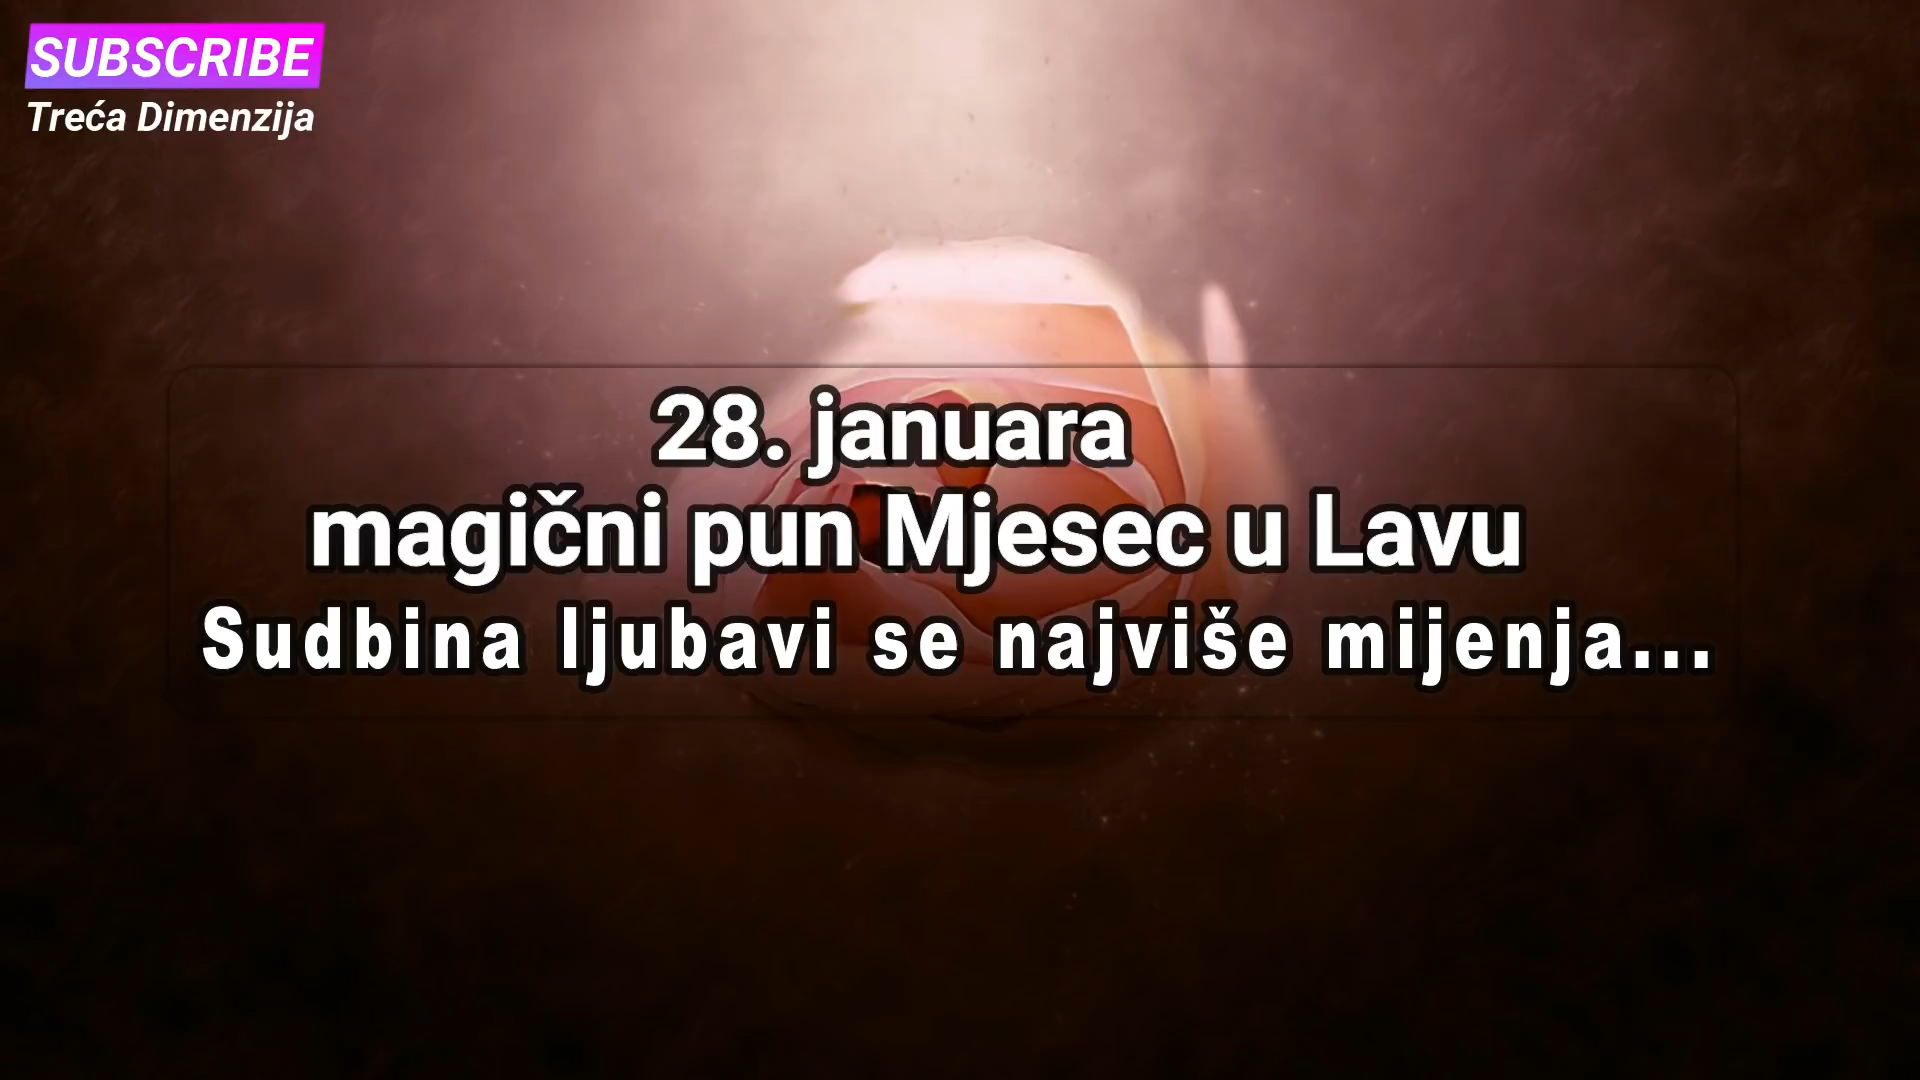 SUBSCRIBE
Treća Dimenzija
28. januara
magični pun Mjesec u Lavu
Sudbina ljubavi se najviše mijenja...